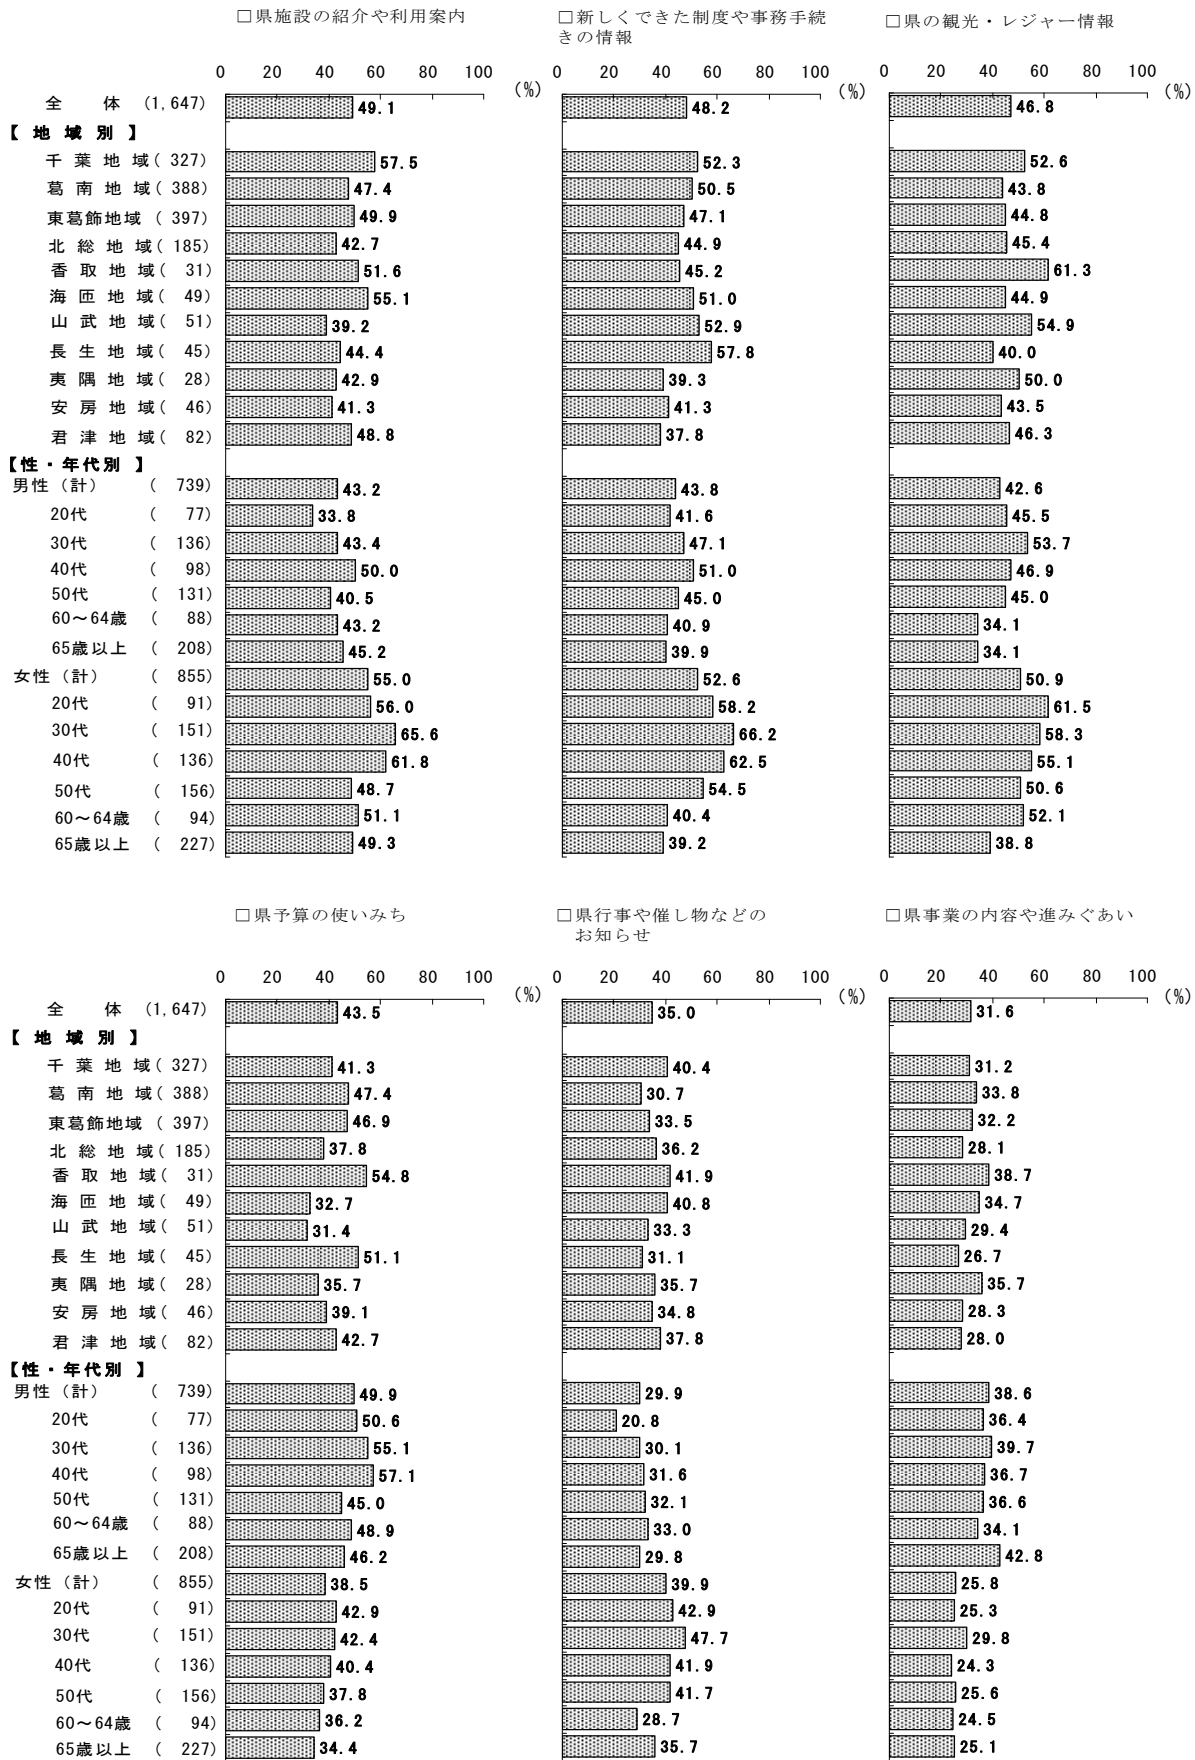 □県施設の紹介や利用案内 □新しくできた制度や事務手続 □県の観光・レジャー情報
きの情報
0 20 40 60 80 100 0 20 40 60 80 100 0 20 40 60 80 100
(%) (%) (%)
全 体 (1,647) 49.1 48.2 46.8
【 地 域 別 】
千 葉 地 域( 327) 57.5 52.3 52.6
葛 南 地 域( 388) 47.4 50.5 43.8
東葛飾地域 ( 397) 49.9 47.1 44.8
北 総 地 域( 185) 42.7 44.9 45.4
香 取 地 域( 31) 51.6 45.2 61.3
海 匝 地 域( 49) 55.1 51.0 44.9
山 武 地 域( 51) 39.2 52.9 54.9
長 生 地 域( 45) 44.4 57.8 40.0
夷 隅 地 域( 28) 42.9 39.3 50.0
安 房 地 域( 46) 41.3 41.3 43.5
君 津 地 域( 82) 48.8 37.8 46.3
【性・年代別 】
男性(計) ( 739) 43.2 43.8 42.6
20代 ( 77) 33.8 41.6 45.5
30代 ( 136) 43.4 47.1 53.7
40代 ( 98) 50.0 51.0 46.9
50代 ( 131) 40.5 45.0 45.0
60～64歳 ( 88) 43.2 40.9 34.1
65歳以上 ( 208) 45.2 39.9 34.1
女性(計) ( 855) 55.0 52.6 50.9
20代 ( 91) 56.0 58.2 61.5
30代 ( 151) 65.6 66.2 58.3
40代 ( 136) 61.8 62.5 55.1
50代 ( 156) 48.7 54.5 50.6
60～64歳 ( 94) 51.1 40.4 52.1
65歳以上 ( 227) 49.3 39.2 38.8
□県予算の使いみち □県行事や催し物などの □県事業の内容や進みぐあい
お知らせ
0 20 40 60 80 100 0 20 40 60 80 100 0 20 40 60 80 100
(%) (%) (%)
全 体 (1,647) 43.5 35.0 31.6
【 地 域 別 】
千 葉 地 域( 327) 41.3 40.4 31.2
葛 南 地 域( 388) 47.4 30.7 33.8
東葛飾地域 ( 397) 46.9 33.5 32.2
北 総 地 域( 185) 37.8 36.2 28.1
香 取 地 域( 31) 54.8 41.9 38.7
海 匝 地 域( 49) 32.7 40.8 34.7
山 武 地 域( 51) 31.4 33.3 29.4
長 生 地 域( 45) 51.1 31.1 26.7
夷 隅 地 域( 28) 35.7 35.7 35.7
安 房 地 域( 46) 39.1 34.8 28.3
君 津 地 域( 82) 42.7 37.8 28.0
【性・年代別 】
男性(計) ( 739) 49.9 29.9 38.6
20代 ( 77) 50.6 20.8 36.4
30代 ( 136) 55.1 30.1 39.7
40代 ( 98) 57.1 31.6 36.7
50代 ( 131) 45.0 32.1 36.6
60～64歳 ( 88) 48.9 33.0 34.1
65歳以上 ( 208) 46.2 29.8 42.8
女性(計) ( 855) 38.5 39.9 25.8
20代 ( 91) 42.9 42.9 25.3
30代 ( 151) 42.4 47.7 29.8
40代 ( 136) 40.4 41.9 24.3
50代 ( 156) 37.8 41.7 25.6
60～64歳 ( 94) 36.2 28.7 24.5
65歳以上 ( 227) 34.4 35.7 25.1